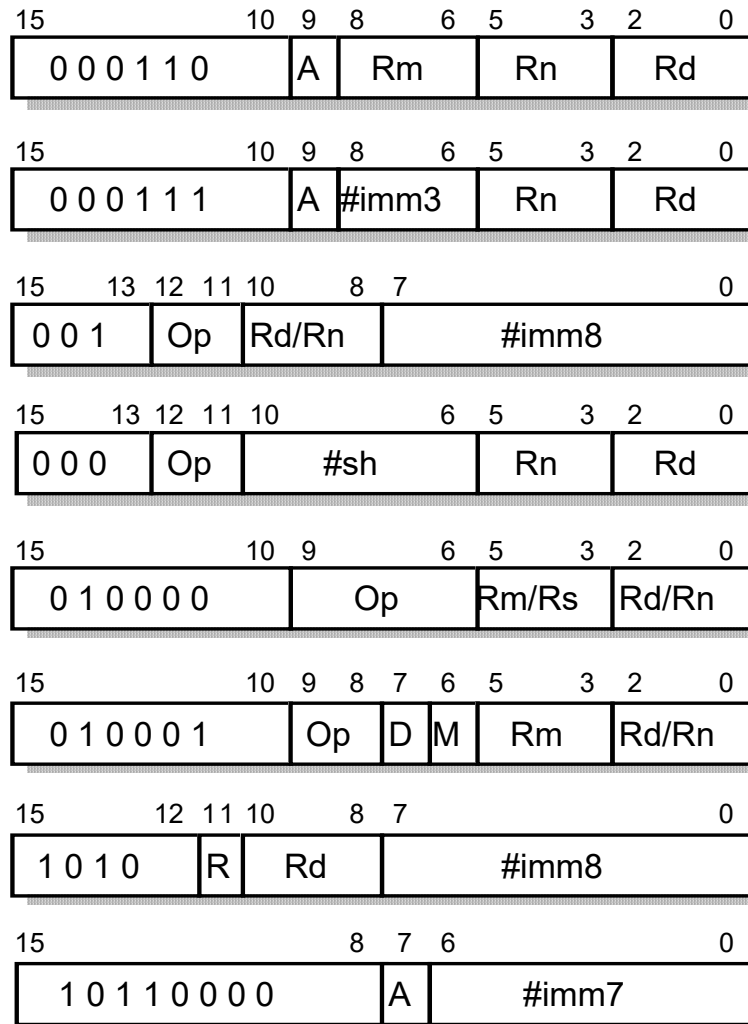 15 10 9 8 6 5 3 2 0
0 0 0 1 1 0 A Rm Rn Rd
15 10 9 8 6 5 3 2 0
0 0 0 1 1 1 A #imm3 Rn Rd
15 13 12 11 10 8 7 0
0 0 1 Op Rd/Rn #imm8
15 13 12 11 10 6 5 3 2 0
0 0 0 Op #sh Rn Rd
15 10 9 6 5 3 2 0
0 1 0 0 0 0 Op Rm/Rs Rd/Rn
15 10 9 8 7 6 5 3 2 0
0 1 0 0 0 1 Op D M Rm Rd/Rn
15 12 11 10 8 7 0
1 0 1 0 R Rd #imm8
15 8 7 6 0
1 0 1 1 0 0 0 0 A #imm7